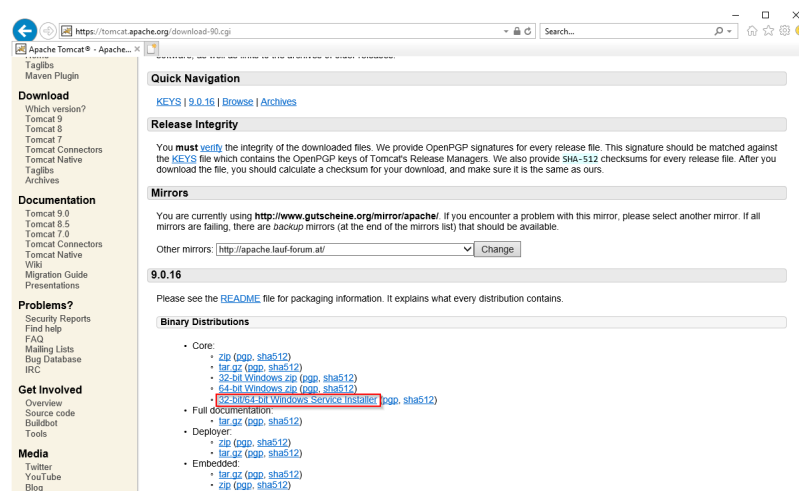 https://tomcat.apache.org/download-90.cgi
Search...
Apache Tomcat® - Apache...
Taglibs
Maven Plugin
Download
Which version?
Tomcat 9
Tomcat 8
Tomcat 7
Tomcat Connectors
Tomcat Native
Taglibs
Archives
Documentation
Tomcat 9.0
Tomcat 8.5
Tomcat 7.0
Tomcat Connectors
Tomcat Native
Wiki
Migration Guide
Presentations
Problems?
Security Reports
Find help
FAQ
Mailing Lists
Bug Database
IRC
Get Involved
Overview
Source code
Buildbot
Tools
Media
Twitter
YouTube
Blog
software, as well as links to the archives of older releases.
Quick Navigation
KEYS | 9.0.16 | Browse | Archives
Release Integrity
You must verify the integrity of the downloaded files. We provide OpenPGP signatures for every release file. This signature should be matched against
the KEYS file which contains the OpenPGP keys of Tomcat's Release Managers. We also provide SHA-512 checksums for every release file. After you
download the file, you should calculate a checksum for your download, and make sure it is the same as ours.
Mirrors
You are currently using http://www.gutscheine.org/mirror/apache/. If you encounter a problem with this mirror, please select another mirror. If all
mirrors are failing, there are backup mirrors (at the end of the mirrors list) that should be available.
Other mirrors: http://apache.lauf-forum.at/ Change
9.0.16
Please see the README file for packaging information. It explains what every distribution contains.
Binary Distributions
• Core:
◦ zip (pgp, sha512)
◦ tar.gz (pgp, sha512)
◦ 32-bit Windows zip (pgp, sha512)
◦ 64-bit Windows zip (pgp, sha512)
◦ 32-bit/64-bit Windows Service Installer (pgp, sha512)
• Full documentation:
◦ tar.gz (pgp, sha512)
• Deployer:
◦ zip (pgp, sha512)
◦ tar.gz (pgp, sha512)
• Embedded:
◦ tar.gz (pgp, sha512)
◦ zip (pgp, sha512)